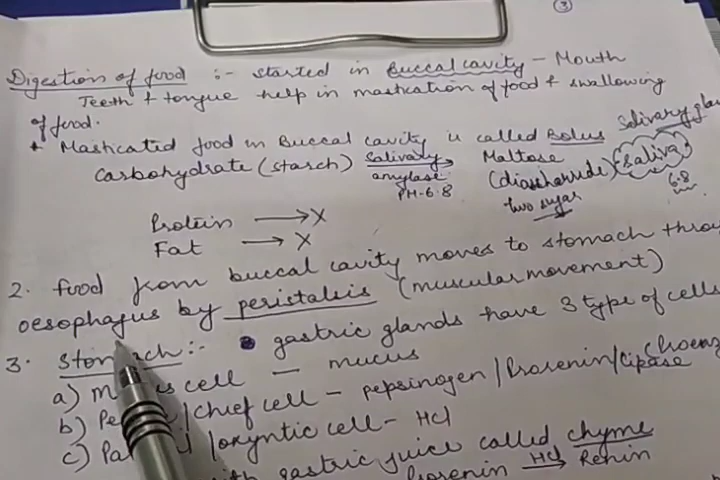 3
Digestion of food :- started in Buccal cavity - Mouth
Teeth + tongue help in mastication of food & swallowing
of food.
* Masticated food in Buccal cavity is called Bolus
Salivary
Carbohydrate (starch) Salivary amylase PH-6.8 → Maltose (disaccharide) two sugar
Saliva
6.8
Protein → X
Fat → X
2. food from buccal cavity moves to stomach
oesophagus by peristalsis (muscular movement)
3. Stomach :- gastric glands have 3 type of cells
a) cell - mucus
b) /chief cell - pepsinogen / Prorenin / lipase
c) /oxyntic cell - Hcl
gastric juice called chyme
Prorenin Hcl → Renin